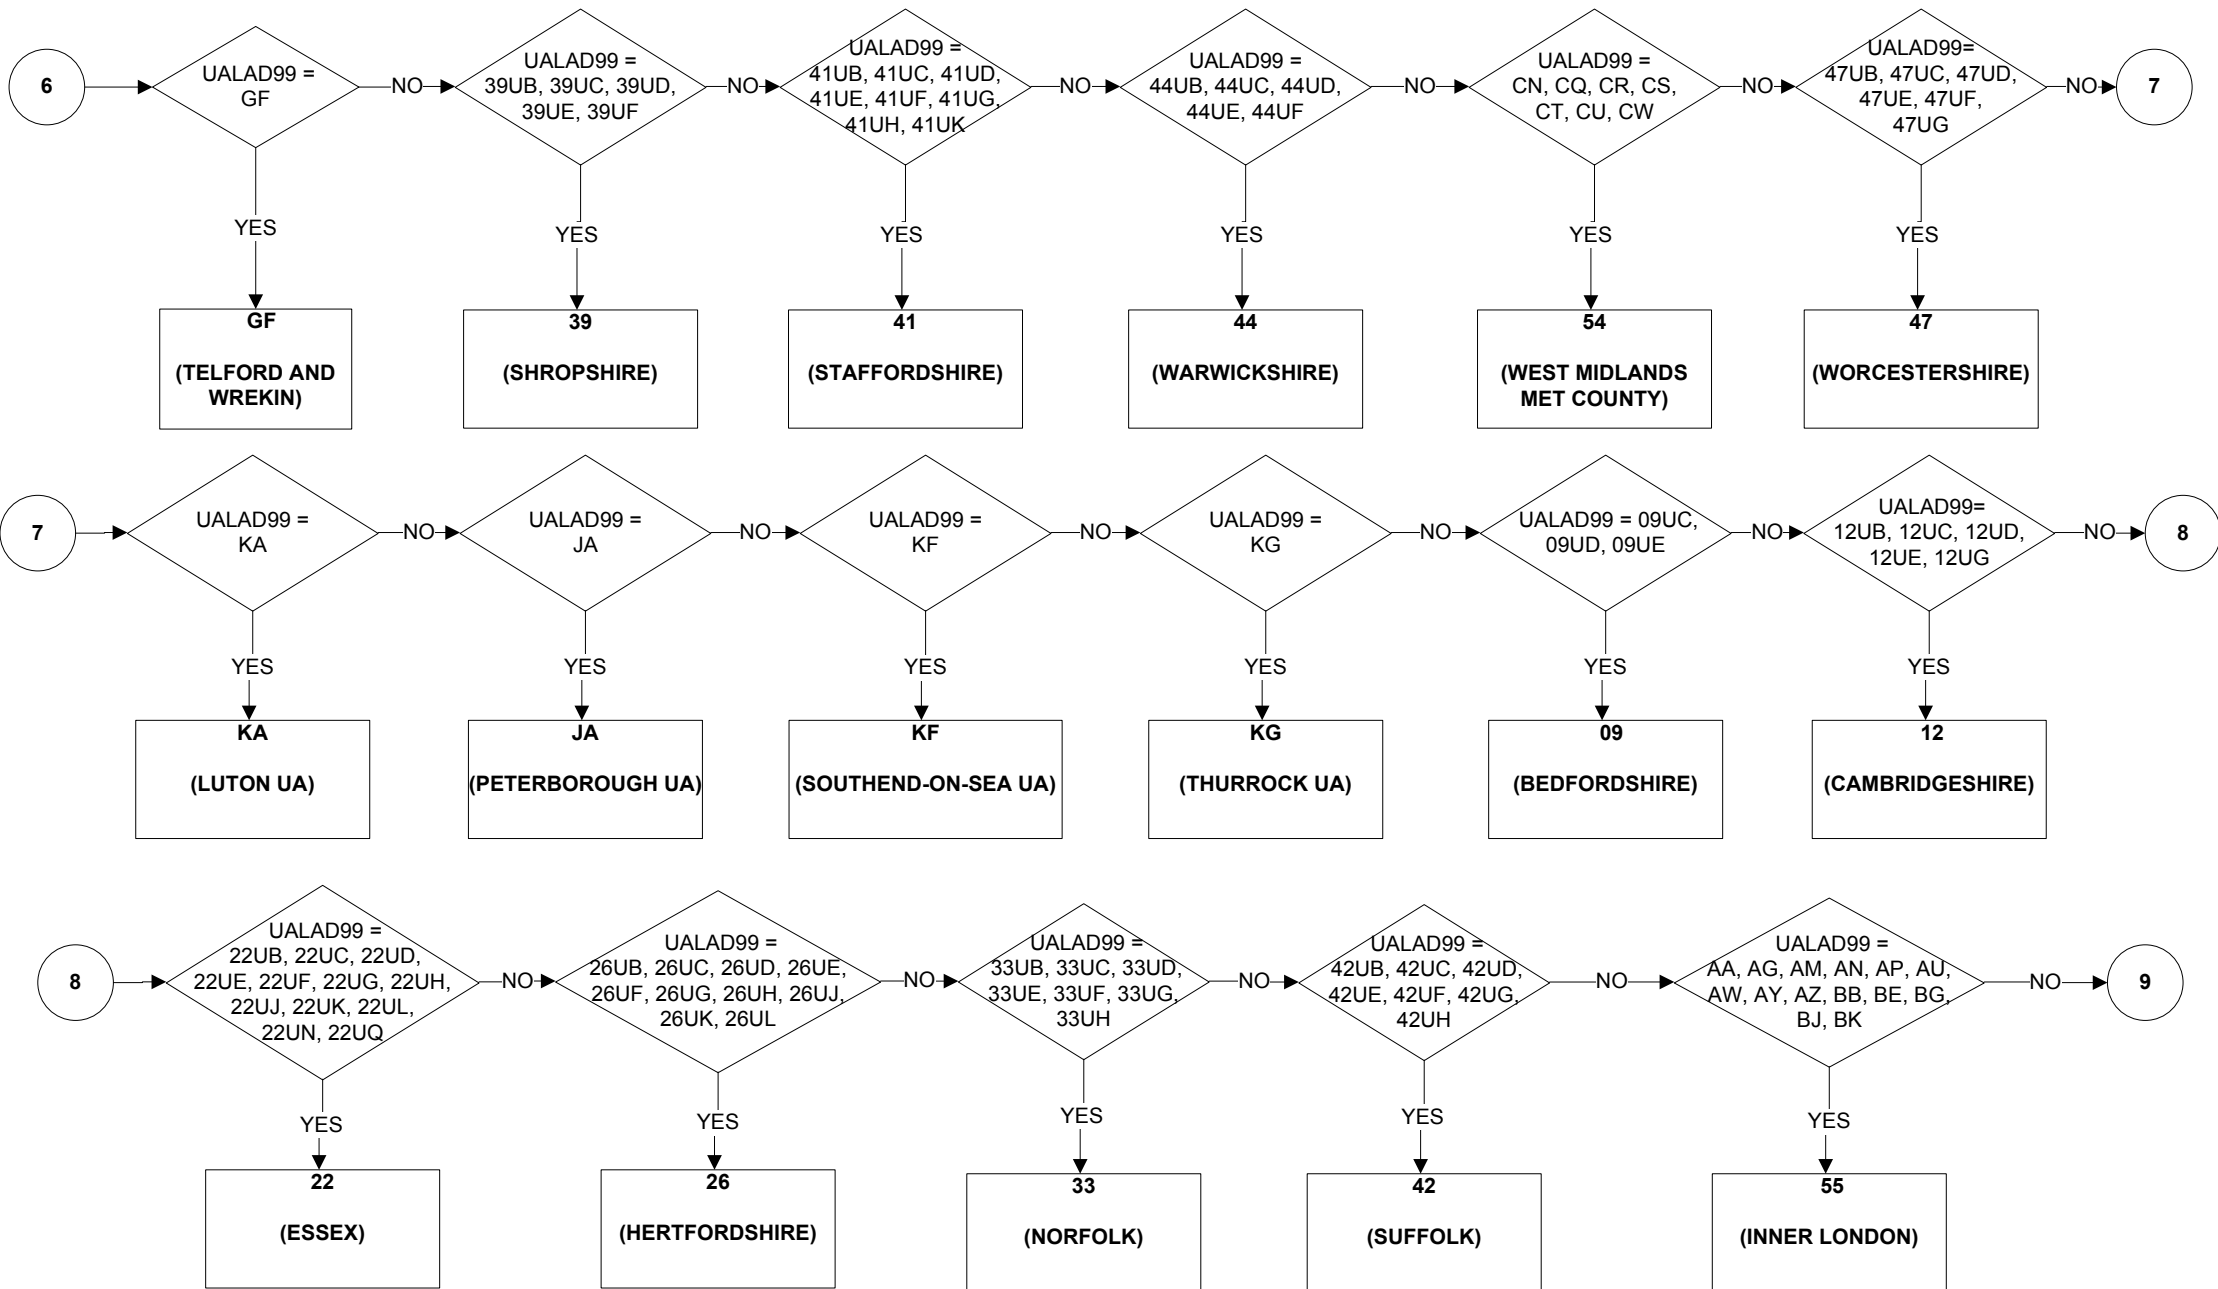 6
UALAD99 =
GF
NO
UALAD99 =
39UB, 39UC, 39UD,
39UE, 39UF
NO
UALAD99 =
41UB, 41UC, 41UD,
41UE, 41UF, 41UG,
41UH, 41UK
NO
UALAD99 =
44UB, 44UC, 44UD,
44UE, 44UF
NO
UALAD99 =
CN, CQ, CR, CS,
CT, CU, CW
NO
UALAD99=
47UB, 47UC, 47UD,
47UE, 47UF,
47UG
NO
7
YES
YES
YES
YES
YES
YES
GF
(TELFORD AND
WREKIN)
39
(SHROPSHIRE)
41
(STAFFORDSHIRE)
44
(WARWICKSHIRE)
54
(WEST MIDLANDS
MET COUNTY)
47
(WORCESTERSHIRE)
7
UALAD99 =
KA
NO
UALAD99 =
JA
NO
UALAD99 =
KF
NO
UALAD99 =
KG
NO
UALAD99 = 09UC,
09UD, 09UE
NO
UALAD99=
12UB, 12UC, 12UD,
12UE, 12UG
NO
8
YES
YES
YES
YES
YES
YES
KA
(LUTON UA)
JA
(PETERBOROUGH UA)
KF
(SOUTHEND-ON-SEA UA)
KG
(THURROCK UA)
09
(BEDFORDSHIRE)
12
(CAMBRIDGESHIRE)
8
UALAD99 =
22UB, 22UC, 22UD,
22UE, 22UF, 22UG, 22UH,
22UJ, 22UK, 22UL,
22UN, 22UQ
NO
UALAD99 =
26UB, 26UC, 26UD, 26UE,
26UF, 26UG, 26UH, 26UJ,
26UK, 26UL
NO
UALAD99 =
33UB, 33UC, 33UD,
33UE, 33UF, 33UG,
33UH
NO
UALAD99 =
42UB, 42UC, 42UD,
42UE, 42UF, 42UG,
42UH
NO
UALAD99 =
AA, AG, AM, AN, AP, AU,
AW, AY, AZ, BB, BE, BG,
BJ, BK
NO
9
YES
YES
YES
YES
YES
22
(ESSEX)
26
(HERTFORDSHIRE)
33
(NORFOLK)
42
(SUFFOLK)
55
(INNER LONDON)